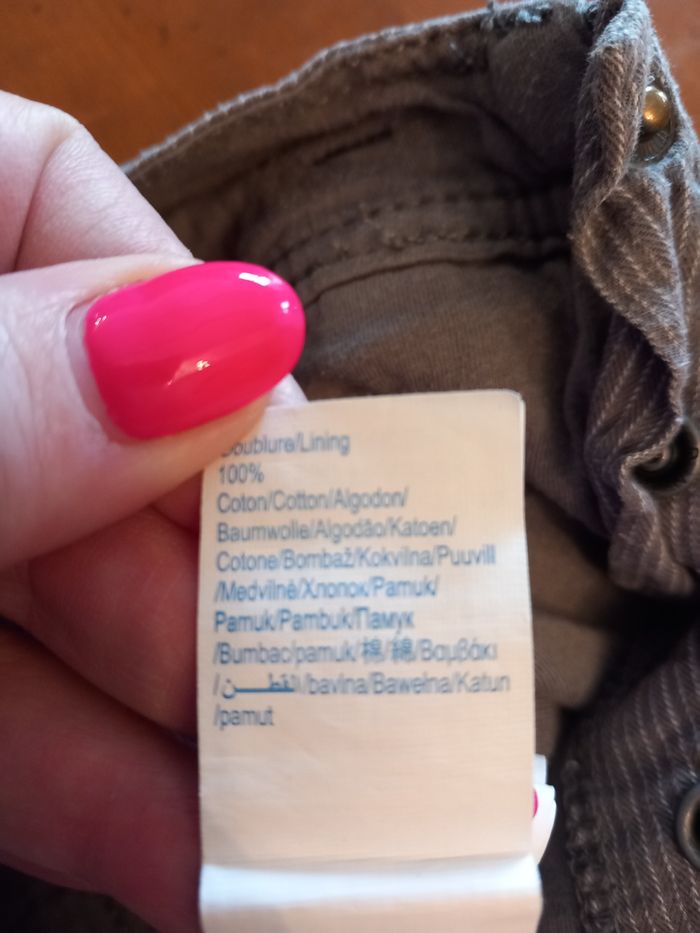 Doublure/Lining
100%
Coton/Cotton/Algodon/
Baumwolle/Algodão/Katoen/
Cotone/Bombaž/Kokvilna/Puuvill
/Medvilnė/Хлопок/Pamuk/
Pamuk/Pambuk/Памук
/Bumbac/pamuk/棉/綿/Βαμβάκι
/القطـــن/bavlna/Bawełna/Katun
/pamut